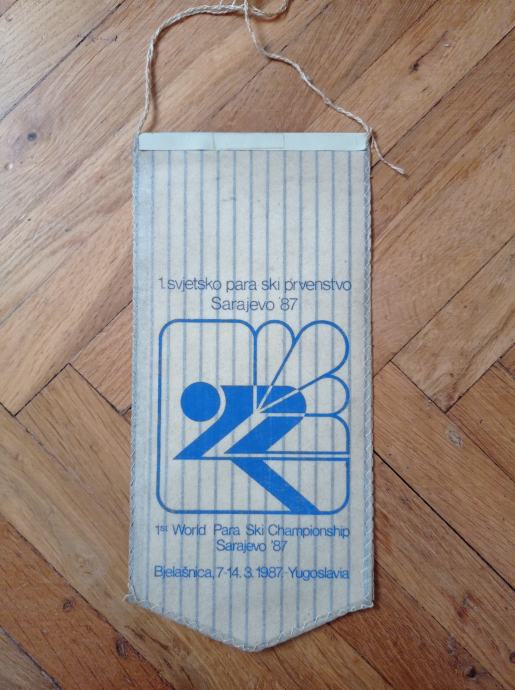 1.svjetsko para ski prvenstvo
Sarajevo '87
1st World Para Ski Championship
Sarajevo '87
Bjelašnica, 7-14. 3. 1987. Yugoslavia